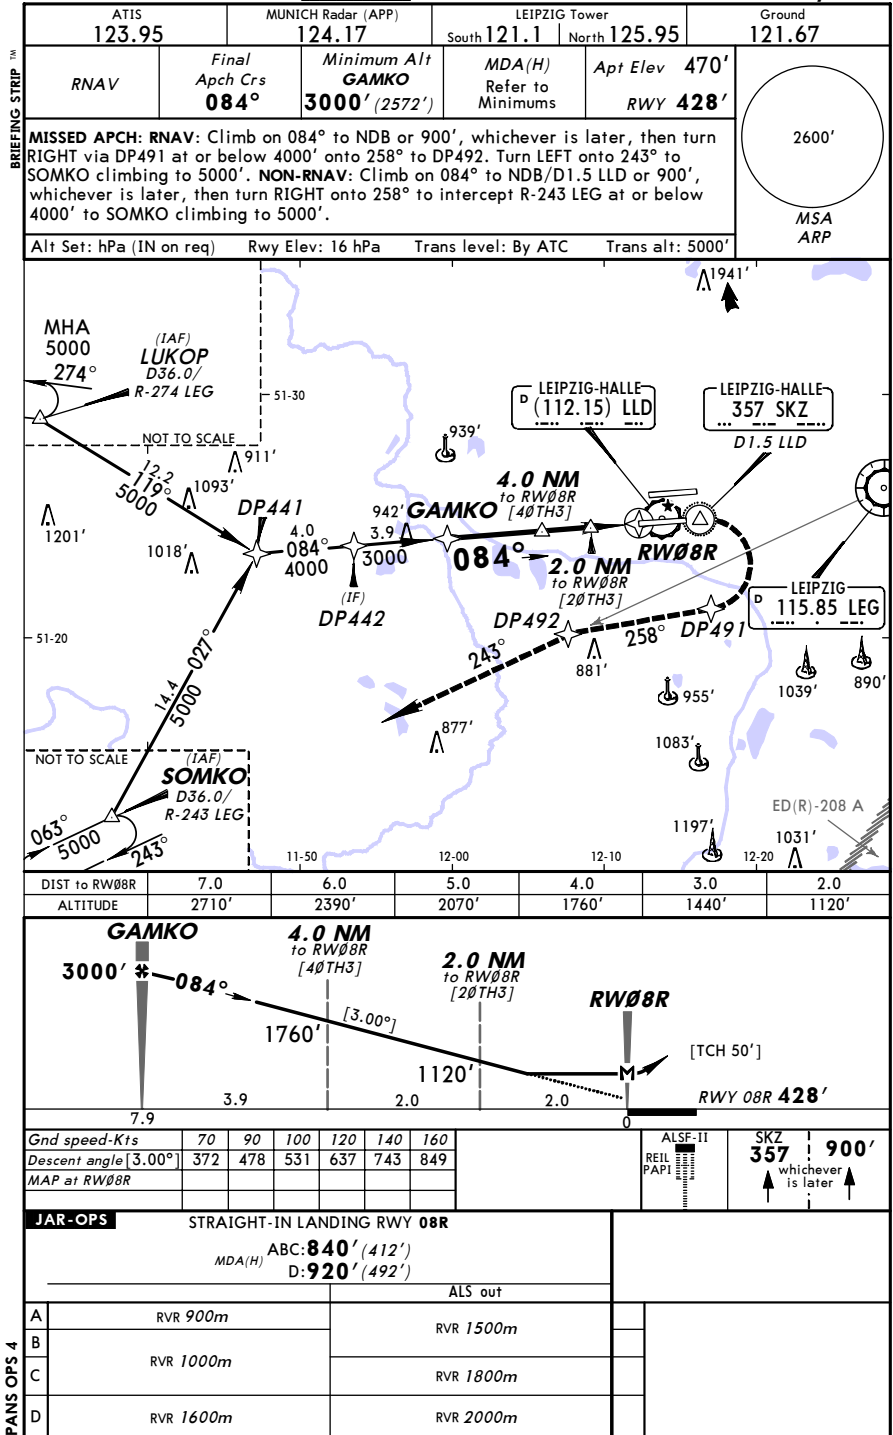 ATIS
123.95
MUNICH Radar (APP)
124.17
LEIPZIG Tower
South 121.1 North 125.95
Ground
121.67
BRIEFING STRIP ™
RNAV
Final
Apch Crs
084°
Minimum Alt
GAMKO
3000' (2572')
MDA(H)
Refer to
Minimums
Apt Elev 470'
RWY 428'
MISSED APCH: RNAV: Climb on 084° to NDB or 900', whichever is later, then turn
RIGHT via DP491 at or below 4000' onto 258° to DP492. Turn LEFT onto 243° to
SOMKO climbing to 5000'. NON-RNAV: Climb on 084° to NDB/D1.5 LLD or 900',
whichever is later, then turn RIGHT onto 258° to intercept R-243 LEG at or below
4000' to SOMKO climbing to 5000'.
Alt Set: hPa (IN on req) Rwy Elev: 16 hPa Trans level: By ATC Trans alt: 5000'
2600'
MSA
ARP
1941'
MHA
5000
274°
(IAF)
LUKOP
D36.0/
R-274 LEG
NOT TO SCALE
51-30
LEIPZIG-HALLE
D (112.15) LLD
LEIPZIG-HALLE
357 SKZ
D1.5 LLD
939'
911'
1093'
12.2
119°
5000
1201'
1018'
DP441
942'
GAMKO
4.0 NM
to RWØ8R
[4ØTH3]
4.0
084°
4000
3.9
3000
084°
RWØ8R
2.0 NM
to RWØ8R
[2ØTH3]
(IF)
DP442
LEIPZIG
D 115.85 LEG
DP492
DP491
258°
243°
881'
51-20
027°
14.4
5000
955'
1039'
890'
877'
1083'
NOT TO SCALE
(IAF)
SOMKO
D36.0/
R-243 LEG
063°
5000
243°
ED(R)-208 A
1197'
1031'
11-50
12-00
12-10
12-20
DIST to RWØ8R 7.0 6.0 5.0 4.0 3.0 2.0
ALTITUDE 2710' 2390' 2070' 1760' 1440' 1120'
GAMKO
3000'
084°
4.0 NM
to RWØ8R
[4ØTH3]
2.0 NM
to RWØ8R
[2ØTH3]
RWØ8R
[3.00°]
1760'
1120'
M
[TCH 50']
RWY 08R 428'
3.9 2.0 2.0
7.9 0
Gnd speed-Kts 70 90 100 120 140 160
Descent angle [3.00°] 372 478 531 637 743 849
MAP at RWØ8R
ALSF-II
REIL
PAPI
SKZ
357
whichever
is later
900'
JAR-OPS
STRAIGHT-IN LANDING RWY 08R
MDA(H)
ABC: 840' (412')
D: 920' (492')
ALS out
A
B
C
D
RVR 900m
RVR 1000m
RVR 1600m
RVR 1500m
RVR 1800m
RVR 2000m
PANS OPS 4